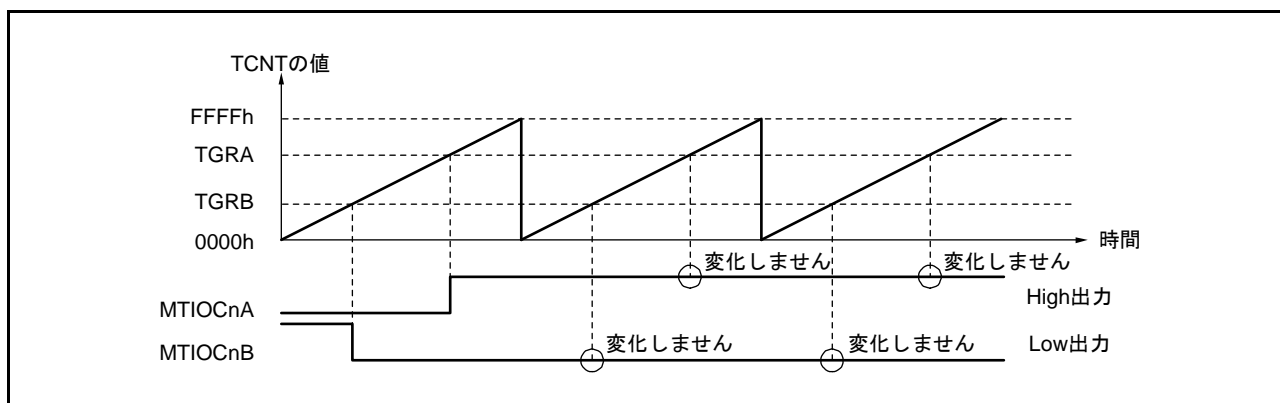 TCNTの値
FFFFh
TGRA
TGRB
0000h
時間
変化しません
変化しません
MTIOCnA
High出力
変化しません
変化しません
MTIOCnB
Low出力